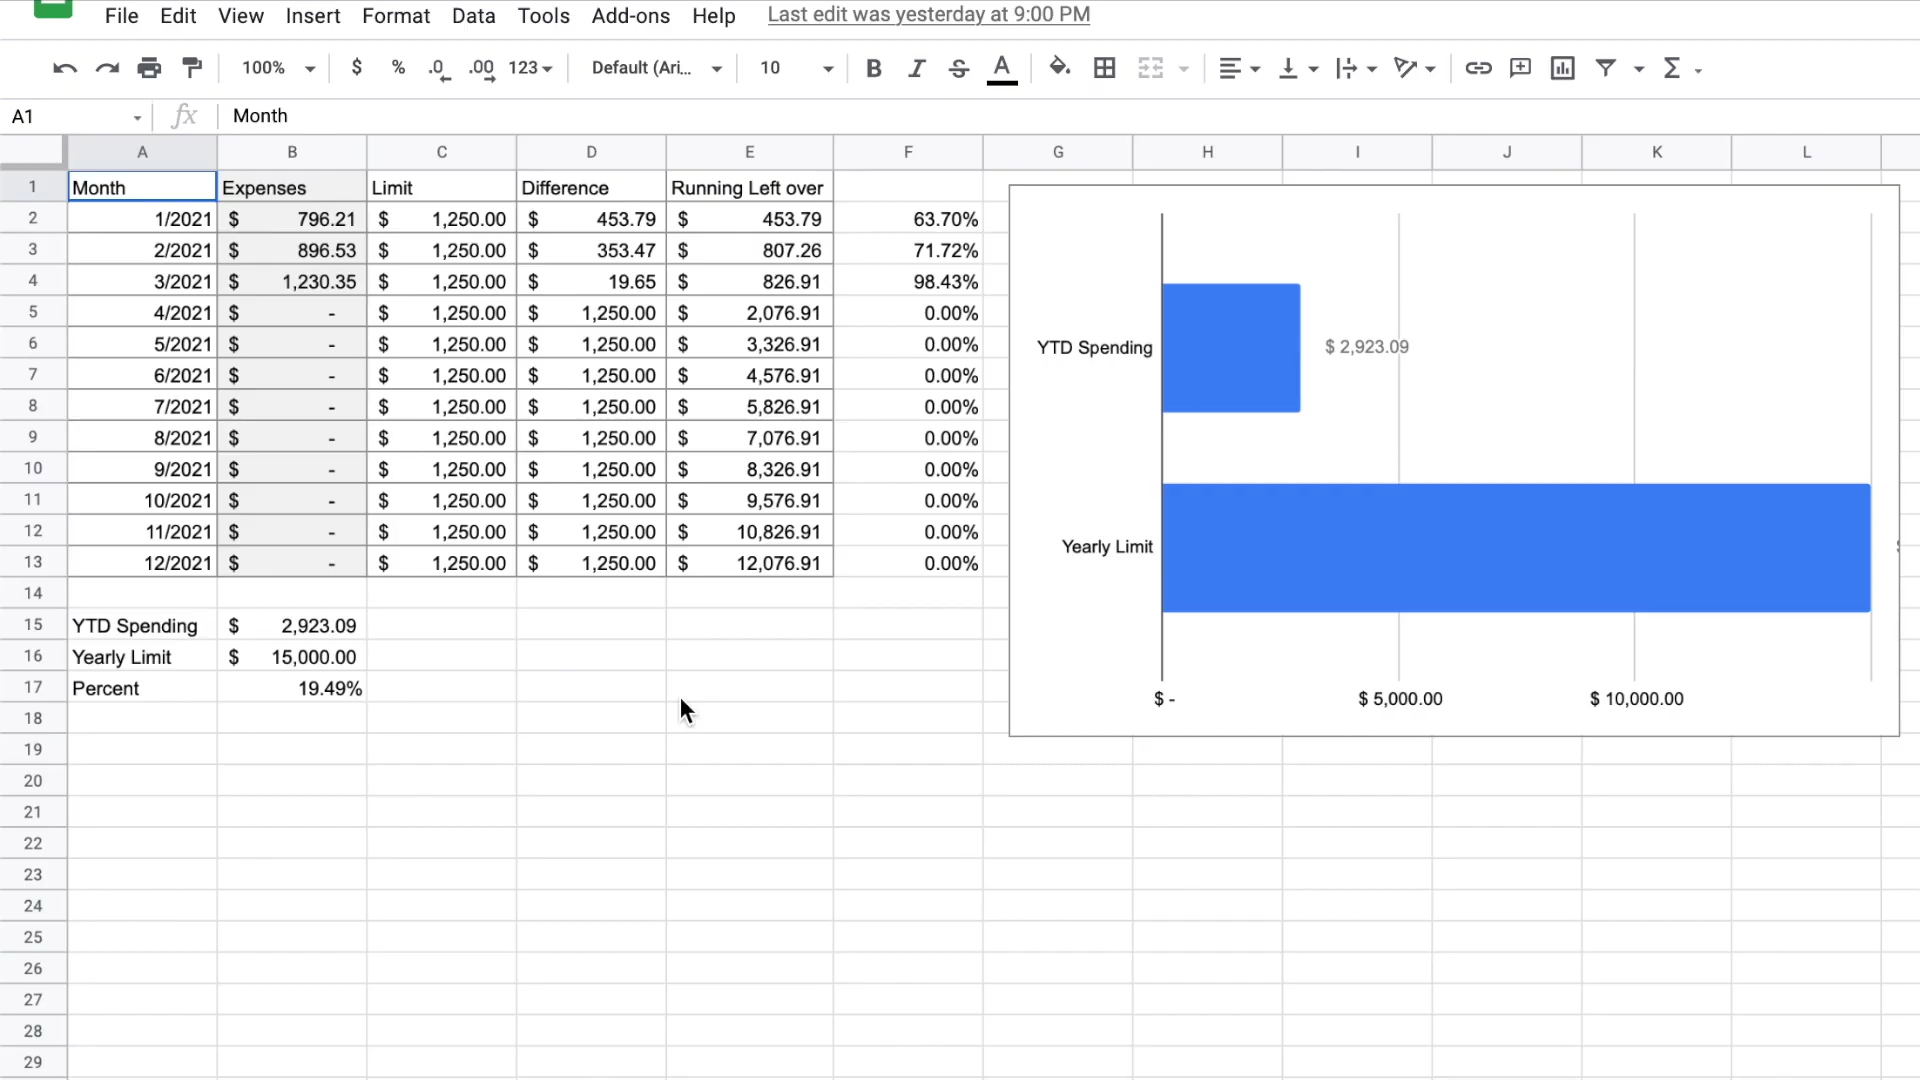 File Edit View Insert Format Data Tools Add-ons Help Last edit was yesterday at 9:00 PM
100% $ % .0 .00 123 Default (Ari... 10 B I S A Σ
A1 fx Month
A B C D E F G H I J K L
1 Month Expenses Limit Difference Running Left over
2 1/2021 $ 796.21 $ 1,250.00 $ 453.79 $ 453.79 63.70%
3 2/2021 $ 896.53 $ 1,250.00 $ 353.47 $ 807.26 71.72%
4 3/2021 $ 1,230.35 $ 1,250.00 $ 19.65 $ 826.91 98.43%
5 4/2021 $ - $ 1,250.00 $ 1,250.00 $ 2,076.91 0.00%
6 5/2021 $ - $ 1,250.00 $ 1,250.00 $ 3,326.91 0.00%
7 6/2021 $ - $ 1,250.00 $ 1,250.00 $ 4,576.91 0.00%
8 7/2021 $ - $ 1,250.00 $ 1,250.00 $ 5,826.91 0.00%
9 8/2021 $ - $ 1,250.00 $ 1,250.00 $ 7,076.91 0.00%
10 9/2021 $ - $ 1,250.00 $ 1,250.00 $ 8,326.91 0.00%
11 10/2021 $ - $ 1,250.00 $ 1,250.00 $ 9,576.91 0.00%
12 11/2021 $ - $ 1,250.00 $ 1,250.00 $ 10,826.91 0.00%
13 12/2021 $ - $ 1,250.00 $ 1,250.00 $ 12,076.91 0.00%
14
15 YTD Spending $ 2,923.09
16 Yearly Limit $ 15,000.00
17 Percent 19.49%
18
19
20
21
22
23
24
25
26
27
28
29
YTD Spending $ 2,923.09
Yearly Limit
$ - $ 5,000.00 $ 10,000.00